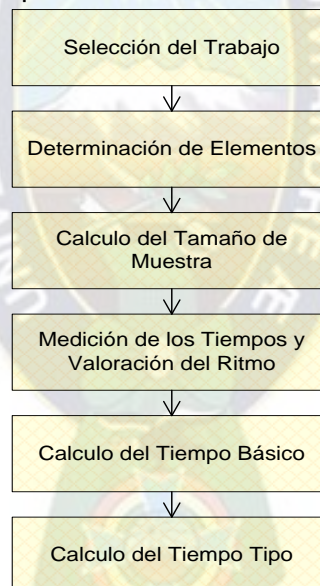 Selección del Trabajo
Determinación de Elementos
Calculo del Tamaño de
Muestra
Medición de los Tiempos y
Valoración del Ritmo
Calculo del Tiempo Básico
Calculo del Tiempo Tipo